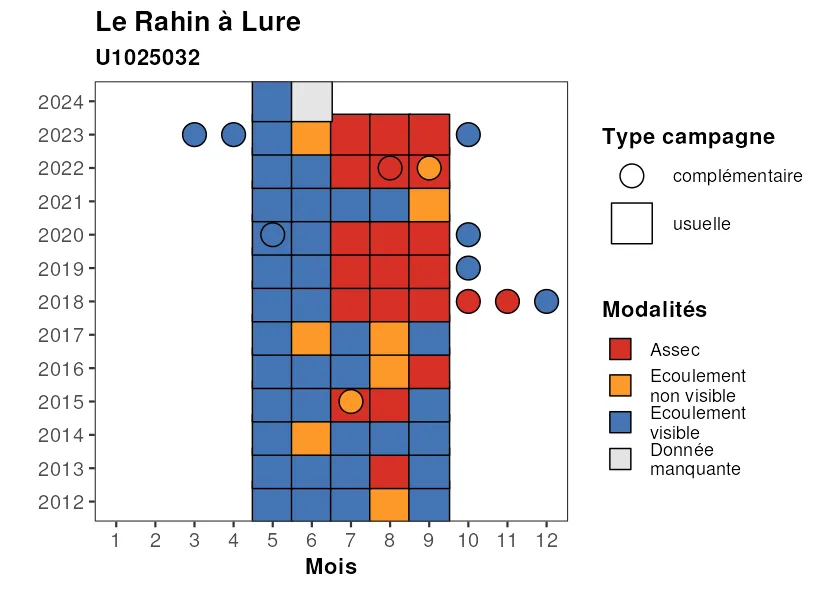 Le Rahin à Lure
U1025032
2024
2023
2022
2021
2020
2019
2018
2017
2016
2015
2014
2013
2012
1 2 3 4 5 6 7 8 9 10 11 12
Mois
Type campagne
complémentaire
usuelle
Modalités
Assec
Ecoulement
non visible
Ecoulement
visible
Donnée
manquante